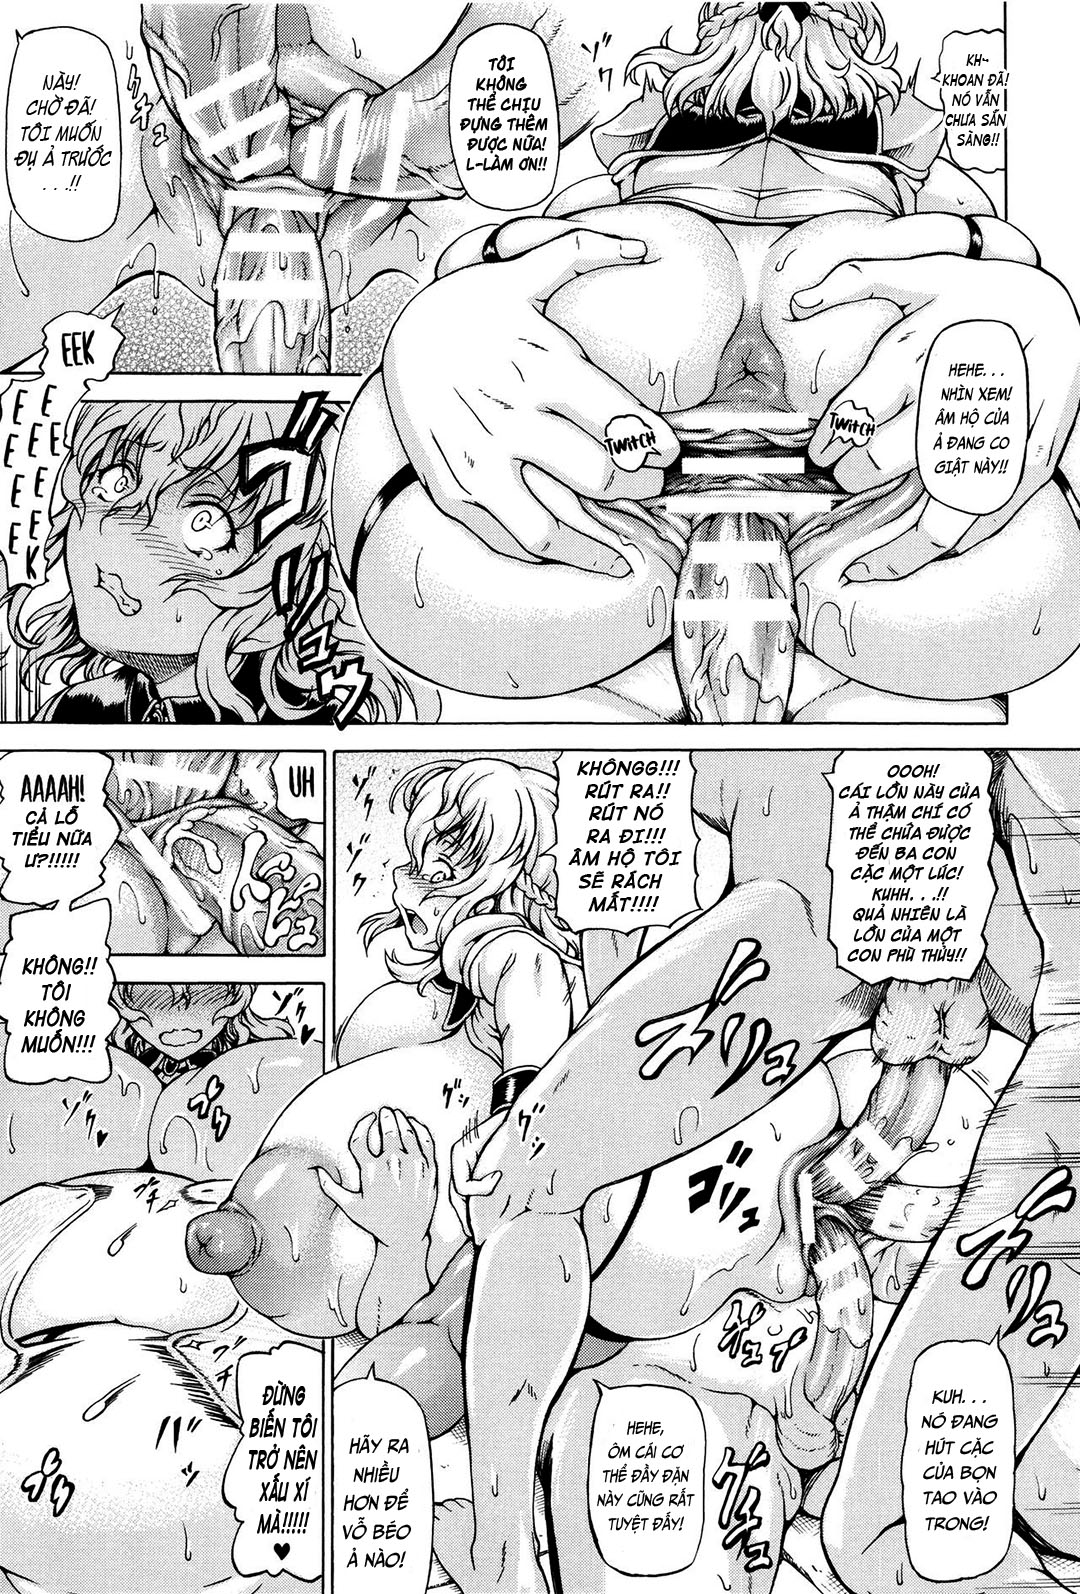 KH-
KHOAN ĐÃ!
NÓ VẪN
CHƯA SẴN
SÀNG!!
TÔI
KHÔNG
THỂ CHỊU
ĐỰNG THÊM
ĐƯỢC NỮA!
L-LÀM ƠN!!
HEHE...
NHÌN XEM!
ÂM HỘ CỦA
Ả ĐANG CO
GIẬT NÀY!!
TWITCH
TWITCH
NÀY!
CHỜ ĐÃ!
TÔI MUỐN
ĐỤ Ả TRƯỚC
...!!
EEK
EEEEEEEEEEEEEEK
OOOH!
CÁI LỒN NÀY CỦA
Ả THẬM CHÍ CÓ
THỂ CHỨA ĐƯỢC
ĐẾN BA CON
CẶC MỘT LÚC!
KUHH...!!
QUẢ NHIÊN LÀ
LỒN CỦA MỘT
CON PHÙ THỦY!!
KHÔNGG!!!
RÚT RA!!
RÚT NÓ
RA ĐI!!!
ÂM HỘ TÔI
SẼ RÁCH
MẤT!!!!
KUH...
NÓ ĐANG
HÚT CẶC
CỦA BỌN
TAO VÀO
TRONG!
HEHE,
ÔM CÁI CƠ
THỂ ĐẦY ĐẶN
NÀY CŨNG RẤT
TUYỆT ĐẤY!
HÃY RA
NHIỀU
HƠN ĐỂ
VỖ BÉO
Ả NÀO!
UH
AAAAH!
CẢ LỖ
TIỂU NỮA
Ư?!!!!!
KHÔNG!!
TÔI
KHÔNG
MUỐN!!!
ĐỪNG
BIẾN TÔI
TRỞ NÊN
XẤU XÍ
MÀ!!!!!
♥